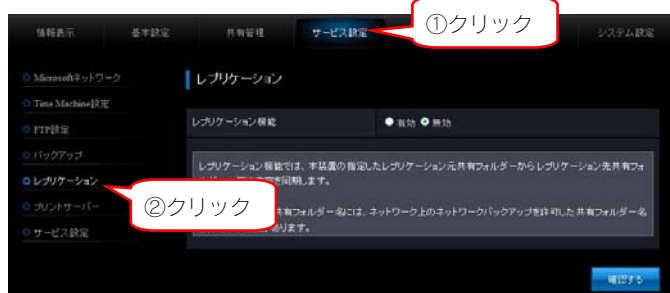 情報表示 基本設定 共有管理 サービス設定 システム設定
①クリック
Microsoftネットワーク
Time Machine設定
FTP設定
バックアップ
レプリケーション
プリントサーバー
サービス設定
②クリック
レプリケーション
レプリケーション機能 有効 無効
レプリケーション機能では、本装置の指定したレプリケーション元共有フォルダーからレプリケーション先共有フォ
を同期します。
共有フォルダー名には、ネットワーク上のネットワークバックアップを許可した共有フォルダー名
ります。
確認する